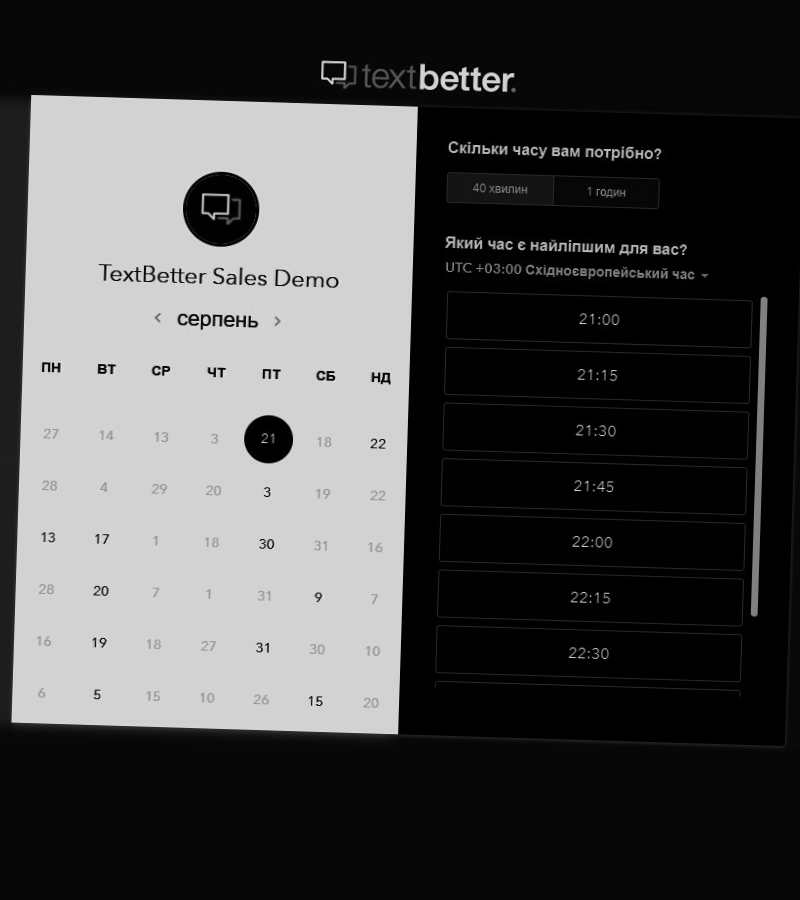 textbetter.
TextBetter Sales Demo
серпень
ПН ВТ СР ЧТ ПТ СБ НД
27 14 13 3 21 18 22
28 4 29 20 3 19 22
13 17 1 18 30 31 16
28 20 7 1 31 9 7
16 19 18 27 31 30 10
6 5 15 10 26 15 20
Скільки часу вам потрібно?
40 хвилин 1 годин
Який час є найліпшим для вас?
UTC +03:00 Східноєвропейський час
21:00
21:15
21:30
21:45
22:00
22:15
22:30